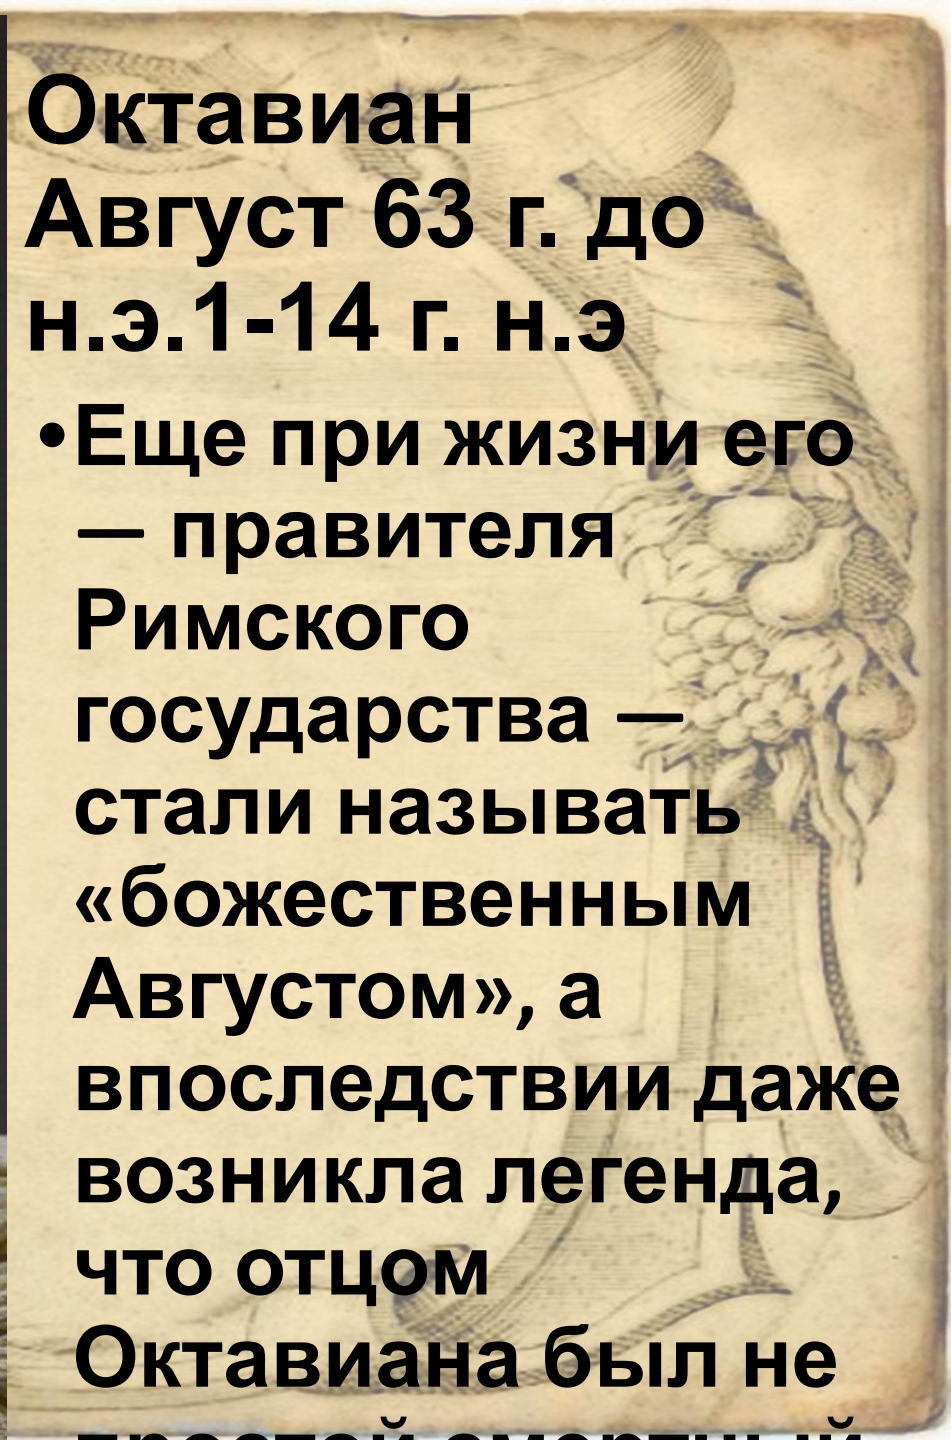 Октавиан
Август 63 г. до
н.э.1-14 г. н.э
•Еще при жизни его
— правителя
Римского
государства —
стали называть
«божественным
Августом», а
впоследствии даже
возникла легенда,
что отцом
Октавиана был не